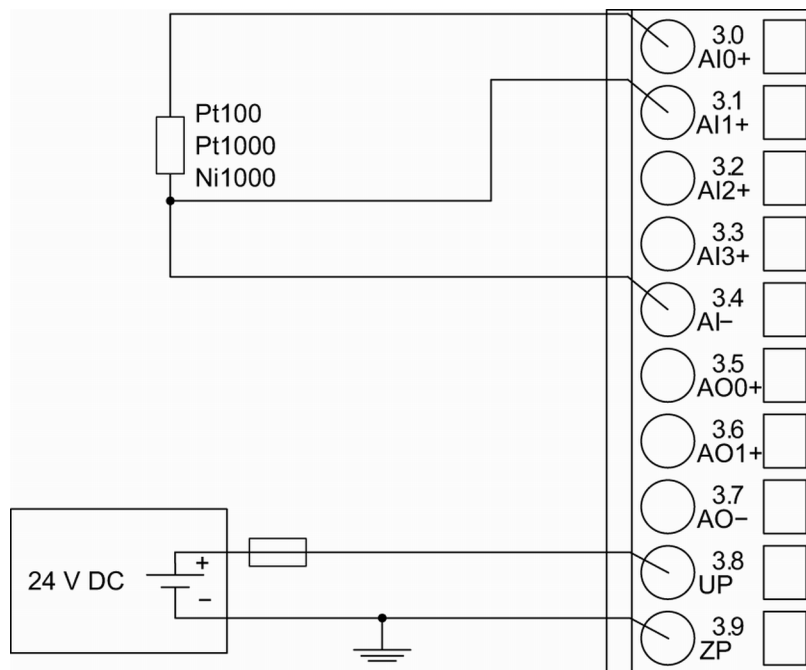 3.0
AI0+
Pt100
Pt1000
Ni1000
3.1
AI1+
3.2
AI2+
3.3
AI3+
3.4
AI−
3.5
AO0+
3.6
AO1+
3.7
AO−
24 V DC
+
−
3.8
UP
3.9
ZP